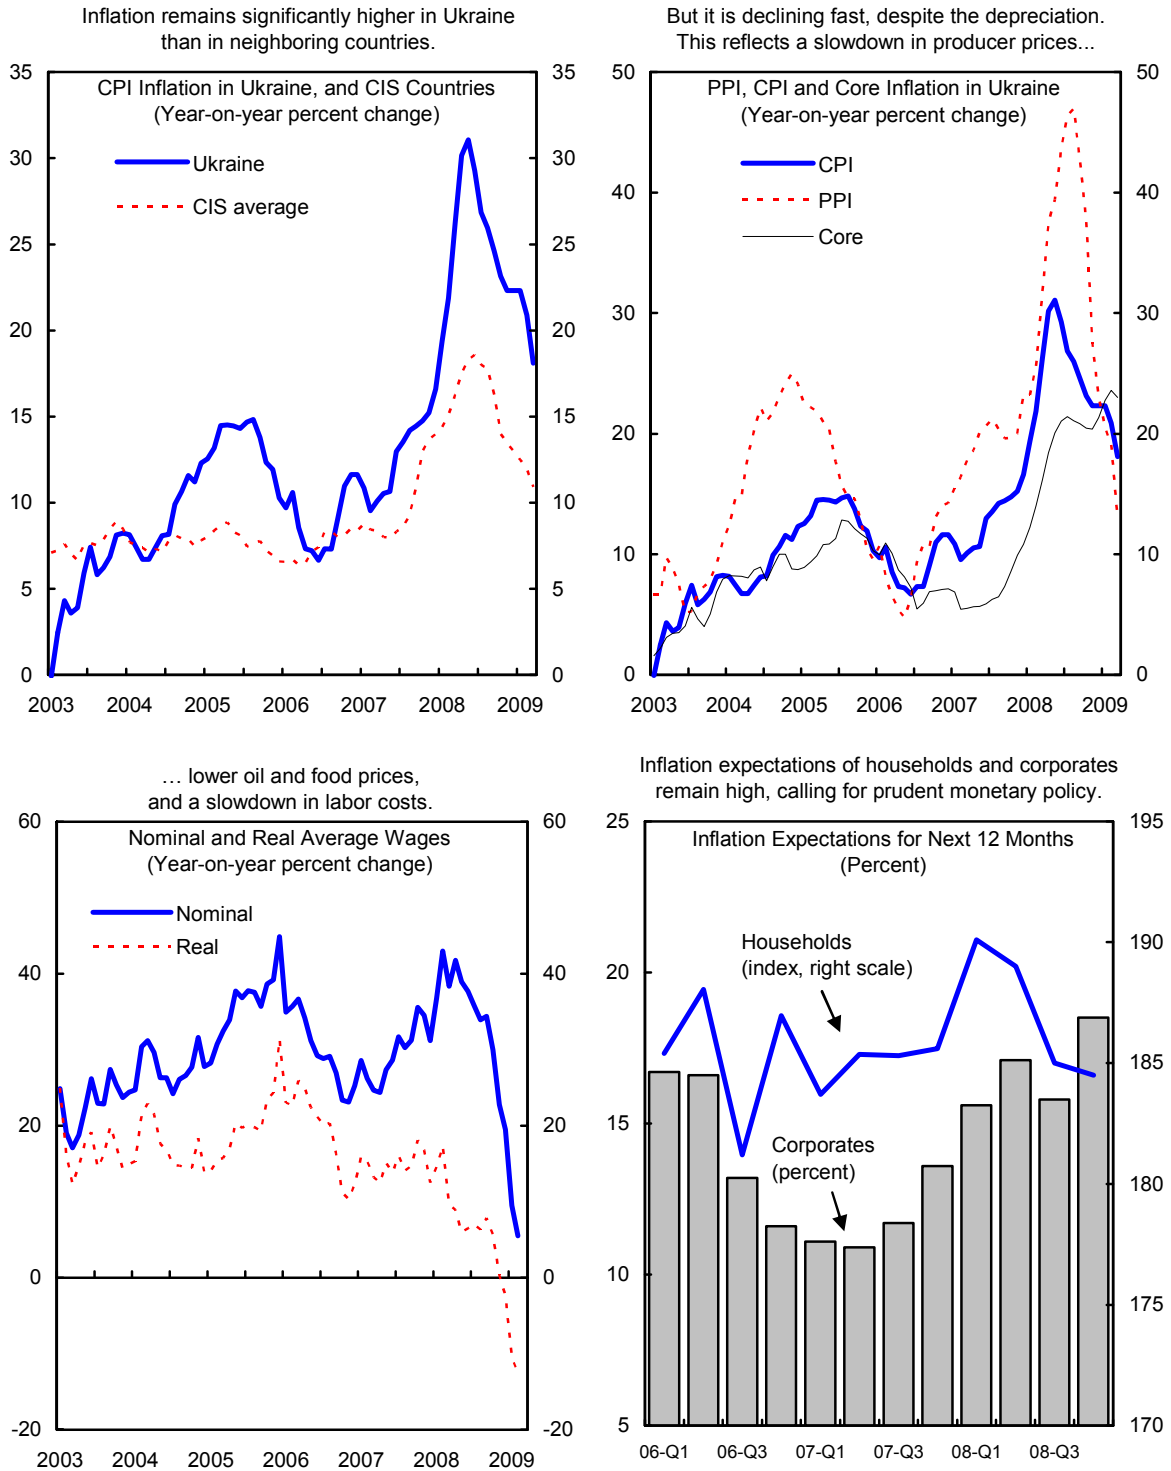 Inflation remains significantly higher in Ukraine
than in neighboring countries.
35
35
CPI Inflation in Ukraine, and CIS Countries
(Year-on-year percent change)
30
30
Ukraine
CIS average
25
25
20
20
15
15
10
10
5
5
0
0
2003 2004 2005 2006 2007 2008 2009
But it is declining fast, despite the depreciation.
This reflects a slowdown in producer prices...
50
50
PPI, CPI and Core Inflation in Ukraine
(Year-on-year percent change)
CPI
PPI
Core
40
40
30
30
20
20
10
10
0
0
2003 2004 2005 2006 2007 2008 2009
… lower oil and food prices,
and a slowdown in labor costs.
60
60
Nominal and Real Average Wages
(Year-on-year percent change)
Nominal
Real
40
40
20
20
0
0
-20
-20
2003 2004 2005 2006 2007 2008 2009
Inflation expectations of households and corporates
remain high, calling for prudent monetary policy.
25
195
Inflation Expectations for Next 12 Months
(Percent)
Households
(index, right scale)
190
20
185
15
Corporates
(percent)
180
10
175
5
170
06-Q1 06-Q3 07-Q1 07-Q3 08-Q1 08-Q3